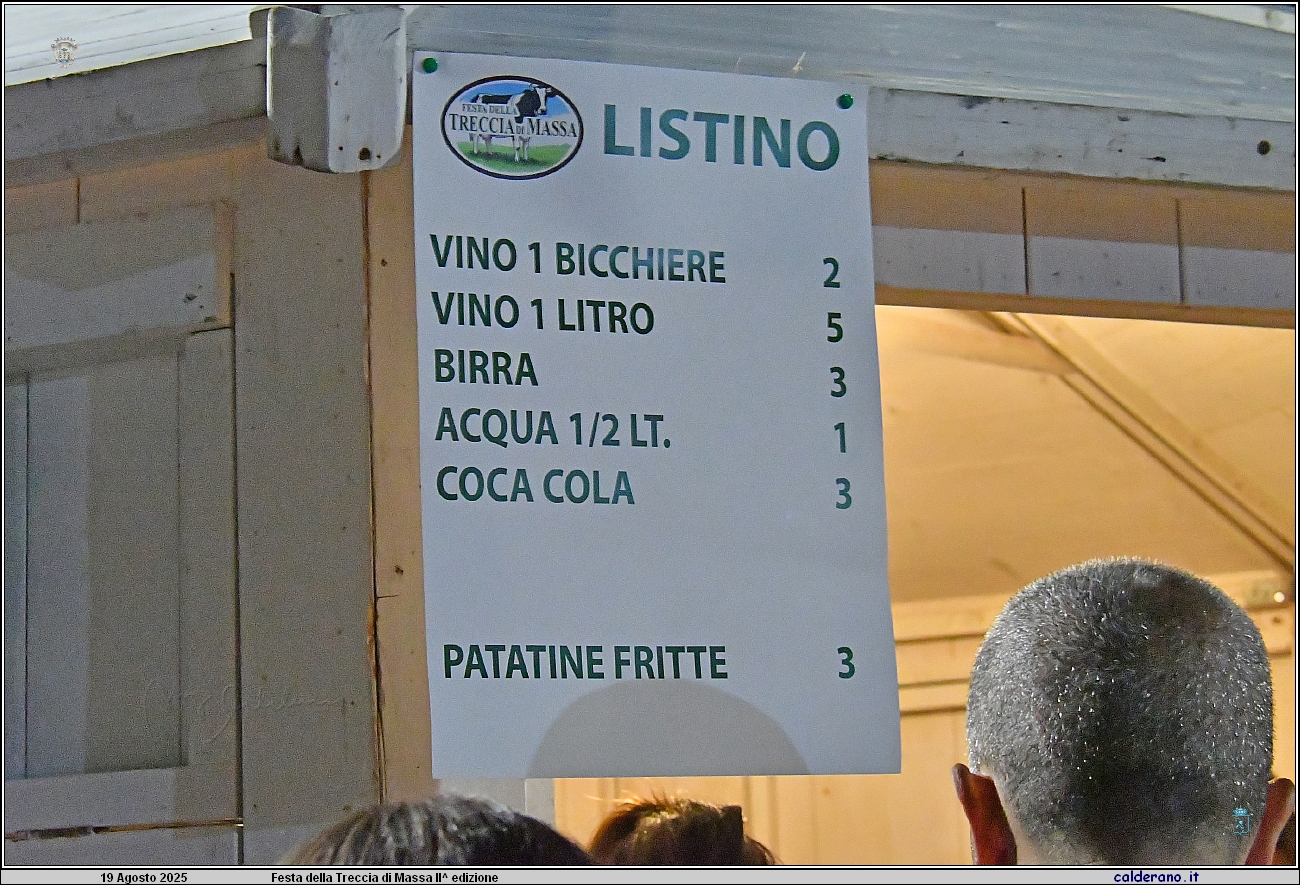 FESTA DELLA
TRECCIA DI MASSA
LISTINO
VINO 1 BICCHIERE 2
VINO 1 LITRO 5
BIRRA 3
ACQUA 1/2 LT. 1
COCA COLA 3
PATATINE FRITTE 3
19 Agosto 2025 Festa della Treccia di Massa II^ edizione calderano.it